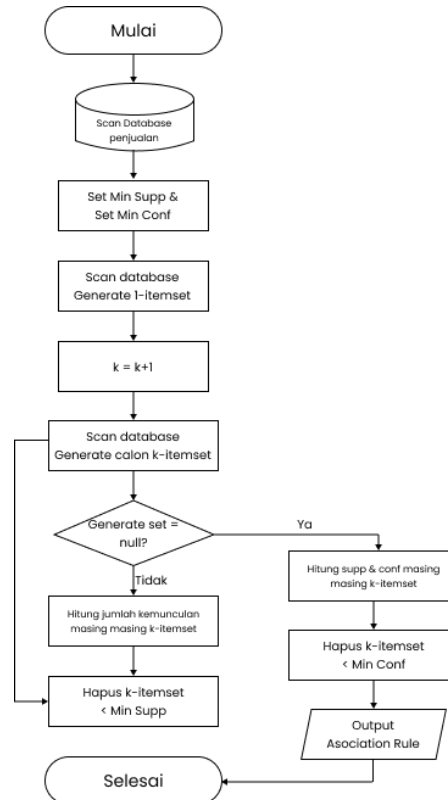 Mulai
Scan Database
penjualan
Set Min Supp &
Set Min Conf
Scan database
Generate 1-itemset
k = k+1
Scan database
Generate calon k-itemset
Generate set =
null?
Ya
Tidak
Hitung jumlah kemunculan
masing masing k-itemset
Hapus k-itemset
< Min Supp
Hitung supp & conf masing
masing k-itemset
Hapus k-itemset
< Min Conf
Output
Asociation Rule
Selesai